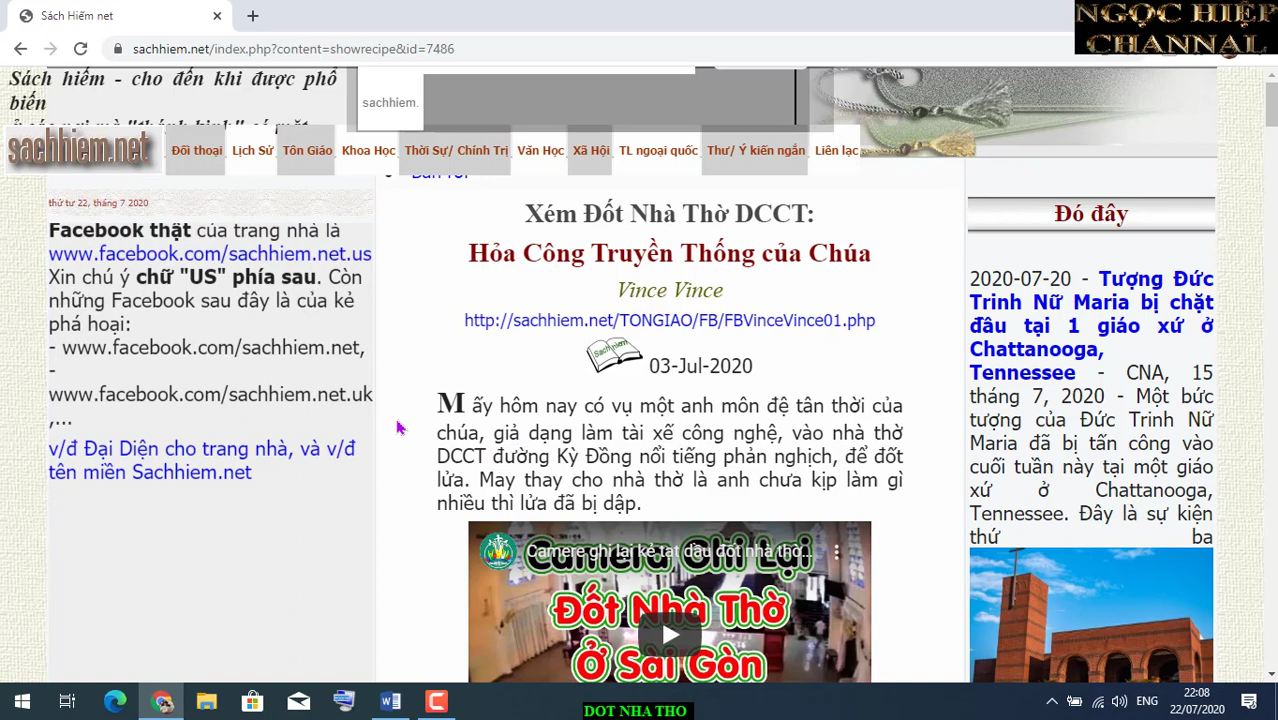 Sách Hiếm net
NGỌC HIỆP
CHANNAL
sachhiem.net/index.php?content=showrecipe&id=7486
Sách hiếm - cho đến khi được phổ
biến
sachhiem.
sachhiem.net
Đối thoại
Lịch Sử
Tôn Giáo
Khoa Học
Thời Sự/ Chính Trị
Văn Học
Xã Hội
TL ngoại quốc
Thư/ Ý kiến ngắn
Liên lạc
thứ tư 22, tháng 7 2020
Facebook thật của trang nhà là
www.facebook.com/sachhiem.net.us
Xin chú ý chữ "US" phía sau. Còn
những Facebook sau đây là của kẻ
phá hoại:
- www.facebook.com/sachhiem.net,
-
www.facebook.com/sachhiem.net.uk
,...
v/đ Đại Diện cho trang nhà, và v/đ
tên miền Sachhiem.net
Xém Đốt Nhà Thờ DCCT:
Hỏa Công Truyền Thống của Chúa
Vince Vince
http://sachhiem.net/TONGIAO/FB/FBVinceVince01.php
Sach hiem
03-Jul-2020
Mấy hôm nay có vụ một anh môn đệ tân thời của
chúa, giả dạng làm tài xế công nghệ, vào nhà thờ
DCCT đường Kỳ Đồng nổi tiếng phản nghịch, để đốt
lửa. May thay cho nhà thờ là anh chưa kịp làm gì
nhiều thì lửa đã bị dập.
Camere ghi lại kẻ tạt dầu đốt nhà thờ...
Camera Ghi Lại
Đốt Nhà Thờ
Ở Sài Gòn
Đó đây
2020-07-20 - Tượng Đức
Trinh Nữ Maria bị chặt
đầu tại 1 giáo xứ ở
Chattanooga,
Tennessee - CNA, 15
tháng 7, 2020 - Một bức
tượng của Đức Trinh Nữ
Maria đã bị tấn công vào
cuối tuần này tại một giáo
xứ ở Chattanooga,
Tennessee. Đây là sự kiện
thứ ba
ENG
22:08
22/07/2020
DOT NHA THO